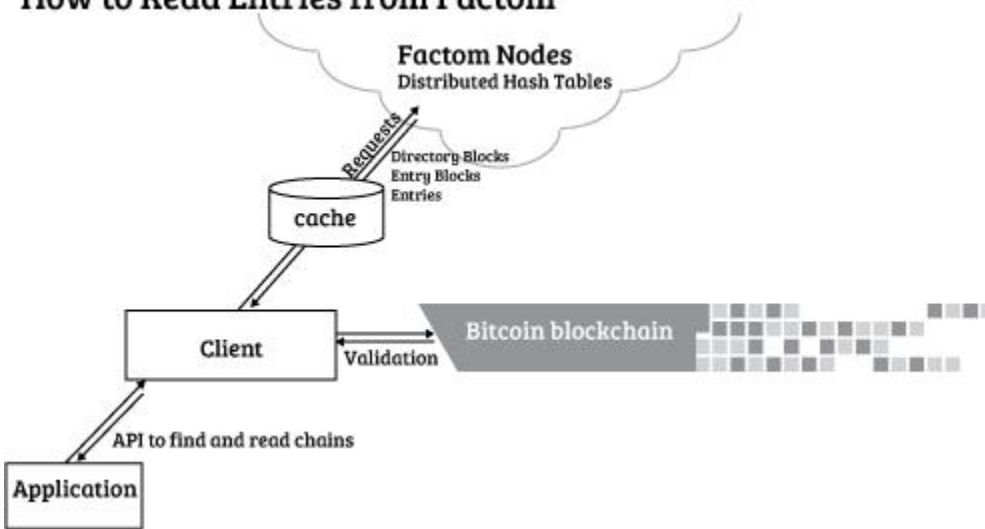 How to Read Entries from Factom
Factom Nodes
Distributed Hash Tables
Requests
Directory Blocks
Entry Blocks
Entries
cache
Client
Validation
Bitcoin blockchain
API to find and read chains
Application